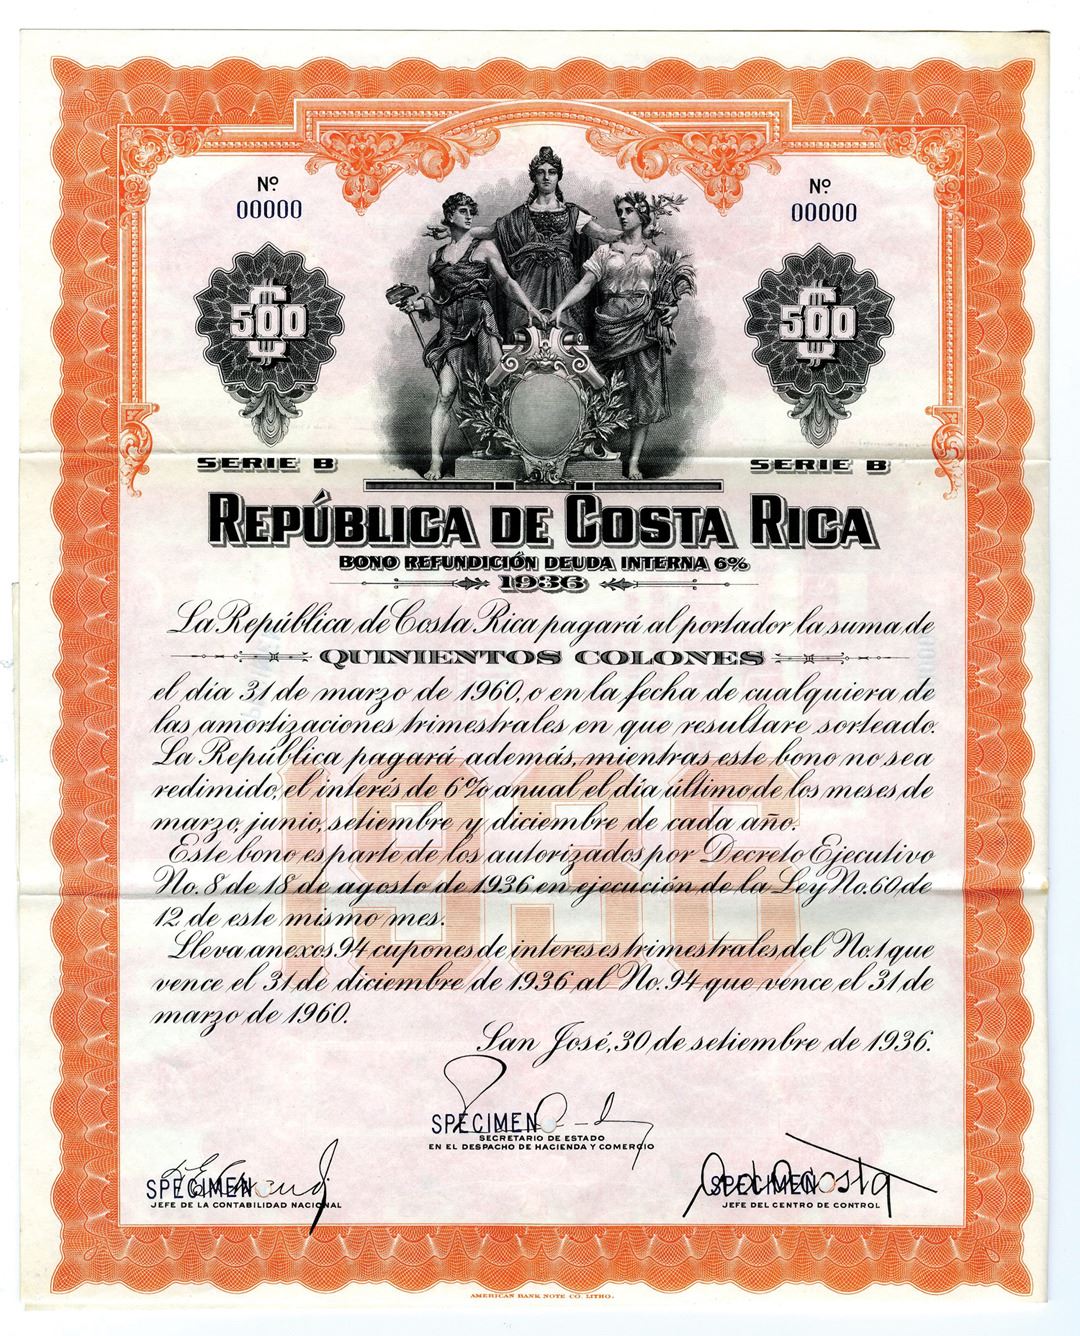 Nº 00000
Nº 00000
500
500
SERIE B
SERIE B
REPÚBLICA DE COSTA RICA
BONO REFUNDICIÓN DEUDA INTERNA 6%
1936
La República de Costa Rica pagará al portador la suma de
QUINIENTOS COLONES
el día 31 de marzo de 1960, o en la fecha de cualquiera de
las amortizaciones trimestrales en que resultare sorteado.
La República pagará además, mientras este bono no sea
redimido, el interés de 6% anual el día último de los meses de
marzo, junio, setiembre y diciembre de cada año.
Este bono es parte de los autorizados por Decreto Ejecutivo
No. 8 de 18 de agosto de 1936 en ejecución de la Ley No. 60 de
12 de este mismo mes.
Lleva anexos 94 cupones de intereses trimestrales del No. 1 que
vence el 31 de diciembre de 1936 al No. 94 que vence el 31 de
marzo de 1960.
1936
San José, 30 de setiembre de 1936.
SPECIMEN
SECRETARIO DE ESTADO
EN EL DESPACHO DE HACIENDA Y COMERCIO
SPECIMEN
JEFE DE LA CONTABILIDAD NACIONAL
SPECIMEN
JEFE DEL CENTRO DE CONTROL
AMERICAN BANK NOTE CO. LITHO.